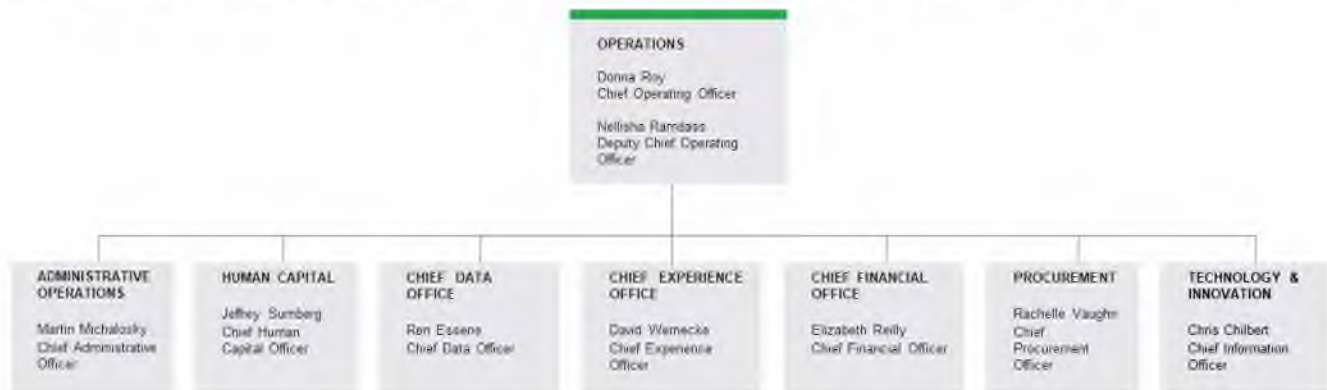 OPERATIONS
Donna Roy
Chief Operating Officer
Nellisha Ramdass
Deputy Chief Operating
Officer
ADMINISTRATIVE
OPERATIONS
Martin Michalosky
Chief Administrative
Officer
HUMAN CAPITAL
Jeffrey Sumberg
Chief Human
Capital Officer
CHIEF DATA
OFFICE
Ren Essene
Chief Data Officer
CHIEF EXPERIENCE
OFFICE
David Wernecke
Chief Experience
Officer
CHIEF FINANCIAL
OFFICE
Elizabeth Reilly
Chief Financial Officer
PROCUREMENT
Rachelle Vaughn
Chief
Procurement
Officer
TECHNOLOGY &
INNOVATION
Chris Chilbert
Chief Information
Officer